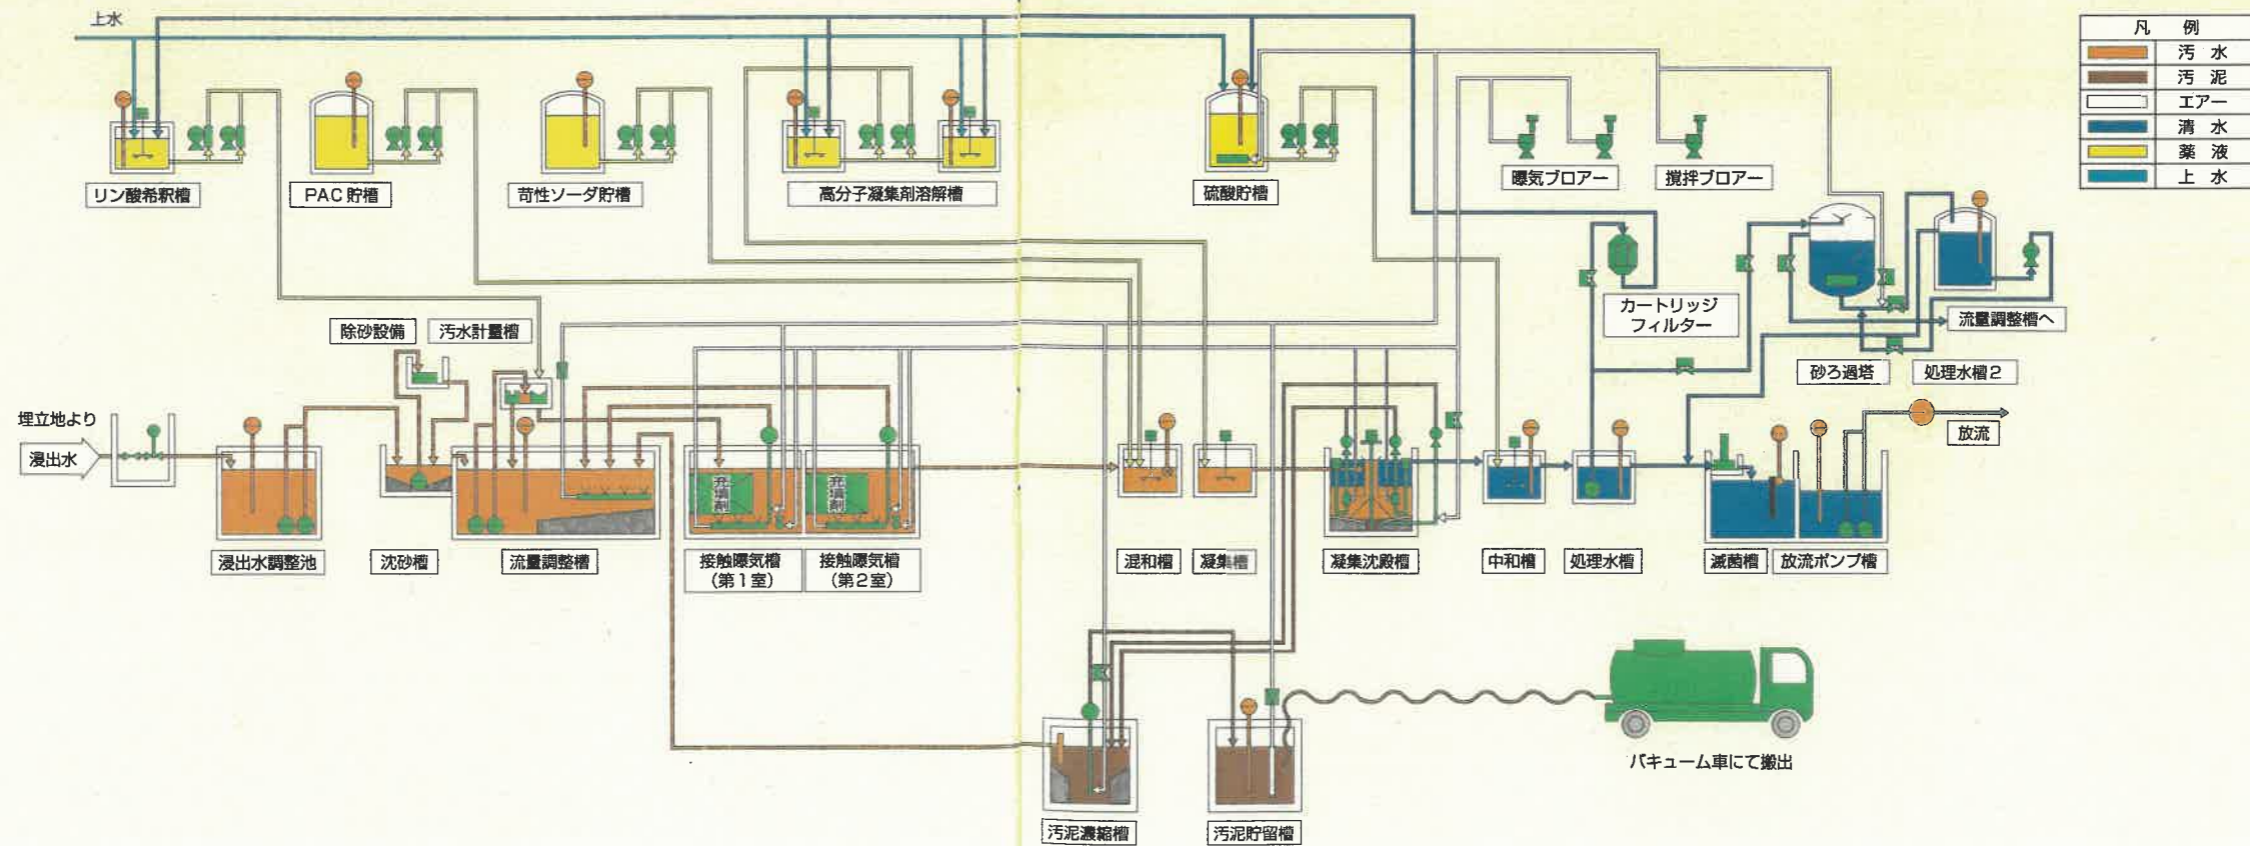 上水
凡 例
汚 水
汚 泥
エアー
清 水
薬 液
上 水
リン酸希釈槽
PAC 貯槽
苛性ソーダ貯槽
高分子凝集剤溶解槽
硫酸貯槽
曝気ブロアー
撹拌ブロアー
カートリッジ
フィルター
流量調整槽へ
砂ろ過塔
処理水槽2
除砂設備
汚水計量槽
埋立地より
浸出水
放流
充填剤
充填剤
浸出水調整池
沈砂槽
流量調整槽
接触曝気槽
(第1室)
接触曝気槽
(第2室)
混和槽
凝集槽
凝集沈殿槽
中和槽
処理水槽
滅菌槽
放流ポンプ槽
バキューム車にて搬出
汚泥濃縮槽
汚泥貯留槽